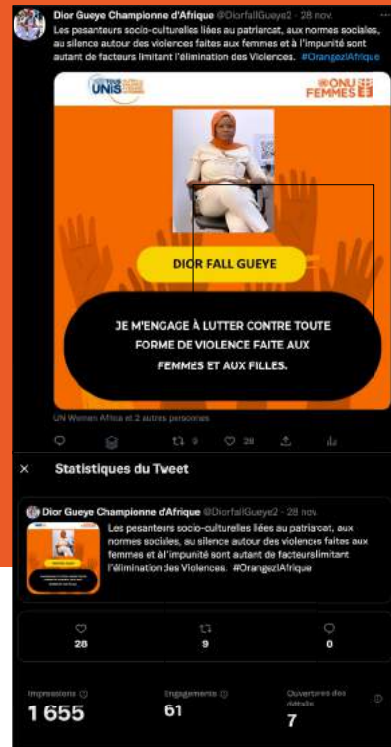 Dior Gueye Championne d'Afrique @DiorfallGueye2 - 28 nov.
Les pesanteurs socio-culturelles liées au patriarcat, aux normes sociales,
au silence autour des violences faites aux femmes et à l'impunité sont
autant de facteurs limitant l'élimination des Violences. #OrangezlAfrique
TOUS
UNIS
ONU
FEMMES
DIOR FALL GUEYE
JE M'ENGAGE À LUTTER CONTRE TOUTE
FORME DE VIOLENCE FAITE AUX
FEMMES ET AUX FILLES.
UN Women Africa et 2 autres personnes
9 28
× Statistiques du Tweet
Dior Gueye Championne d'Afrique @DiorfallGueye2 - 28 nov.
Les pesanteurs socio-culturelles liées au patriarcat, aux
normes sociales, au silence autour des violences faites aux
femmes et à l'impunité sont autant de facteurslimitant
l'élimination des Violences. #OrangezlAfrique
28 9 0
Impressions Engagements Ouvertures des
détails
1 655 61 7